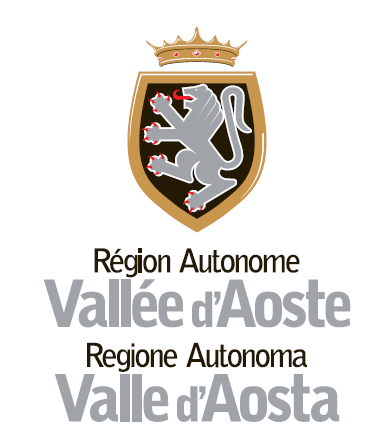 Région Autonome
Vallée d'Aoste
Regione Autonoma
Valle d'Aosta